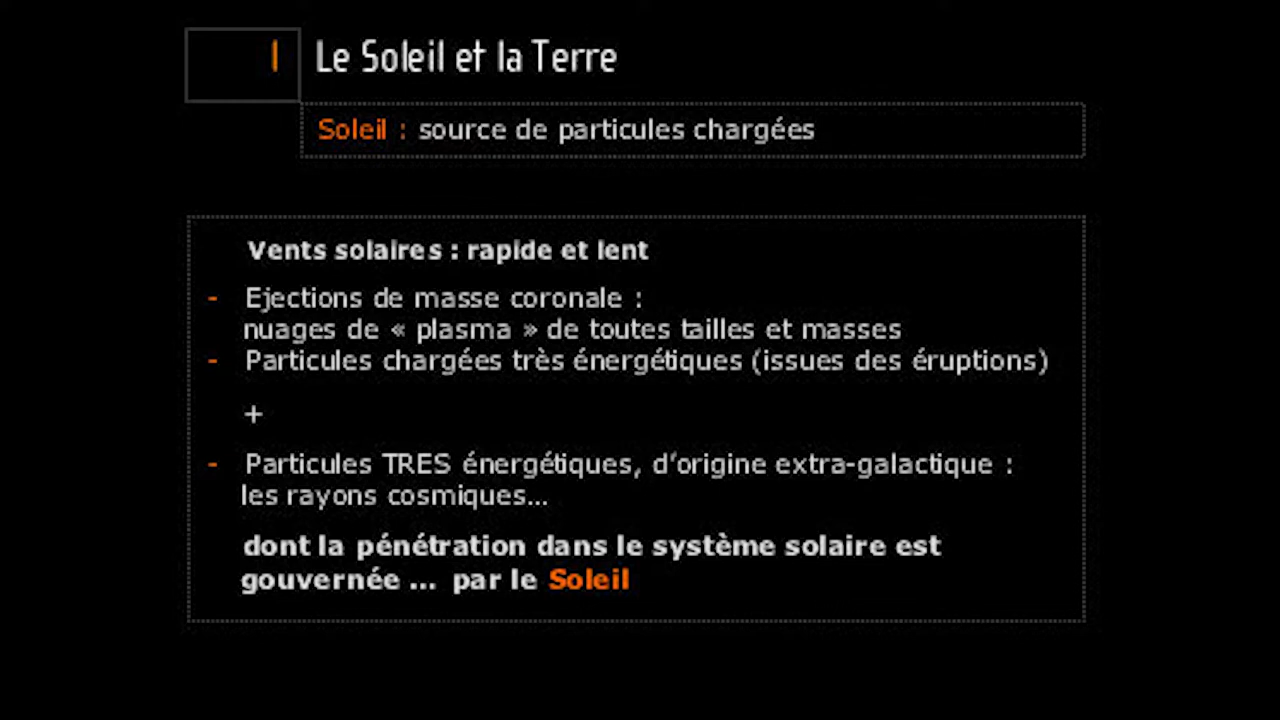 I Le Soleil et la Terre
Soleil : source de particules chargées
Vents solaires : rapide et lent
- Ejections de masse coronale :
nuages de « plasma » de toutes tailles et masses
- Particules chargées très énergétiques (issues des éruptions)
+
- Particules TRES énergétiques, d'origine extra-galactique :
les rayons cosmiques...
dont la pénétration dans le système solaire est
gouvernée ... par le Soleil